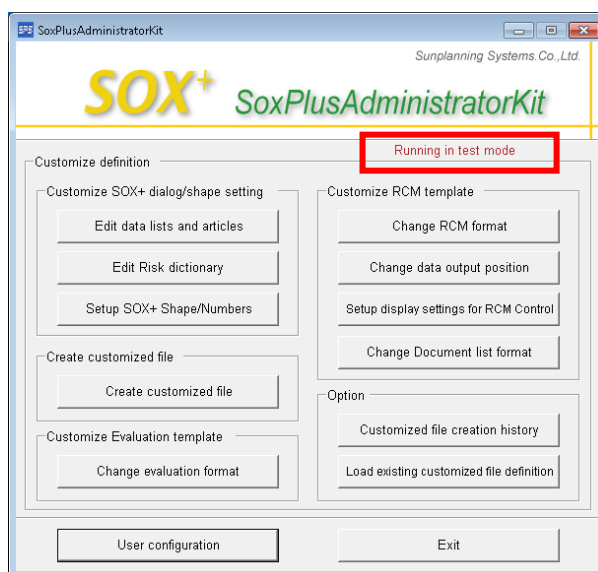 SPS SoxPlusAdministratorKit
Sunplanning Systems.Co.,Ltd.
SOX+ SoxPlusAdministratorKit
Running in test mode
Customize definition
Customize SOX+ dialog/shape setting
Edit data lists and articles
Edit Risk dictionary
Setup SOX+ Shape/Numbers
Create customized file
Create customized file
Customize Evaluation template
Change evaluation format
Customize RCM template
Change RCM format
Change data output position
Setup display settings for RCM Control
Change Document list format
Option
Customized file creation history
Load existing customized file definition
User configuration
Exit